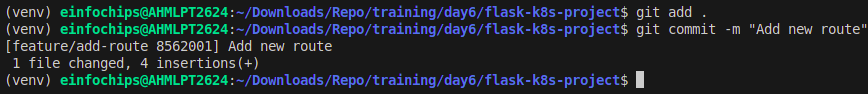 (venv) einfochips@AHMLPT2624:~/Downloads/Repo/training/day6/flask-k8s-project$ git add .
(venv) einfochips@AHMLPT2624:~/Downloads/Repo/training/day6/flask-k8s-project$ git commit -m "Add new route"
[feature/add-route 8562001] Add new route
 1 file changed, 4 insertions(+)
(venv) einfochips@AHMLPT2624:~/Downloads/Repo/training/day6/flask-k8s-project$